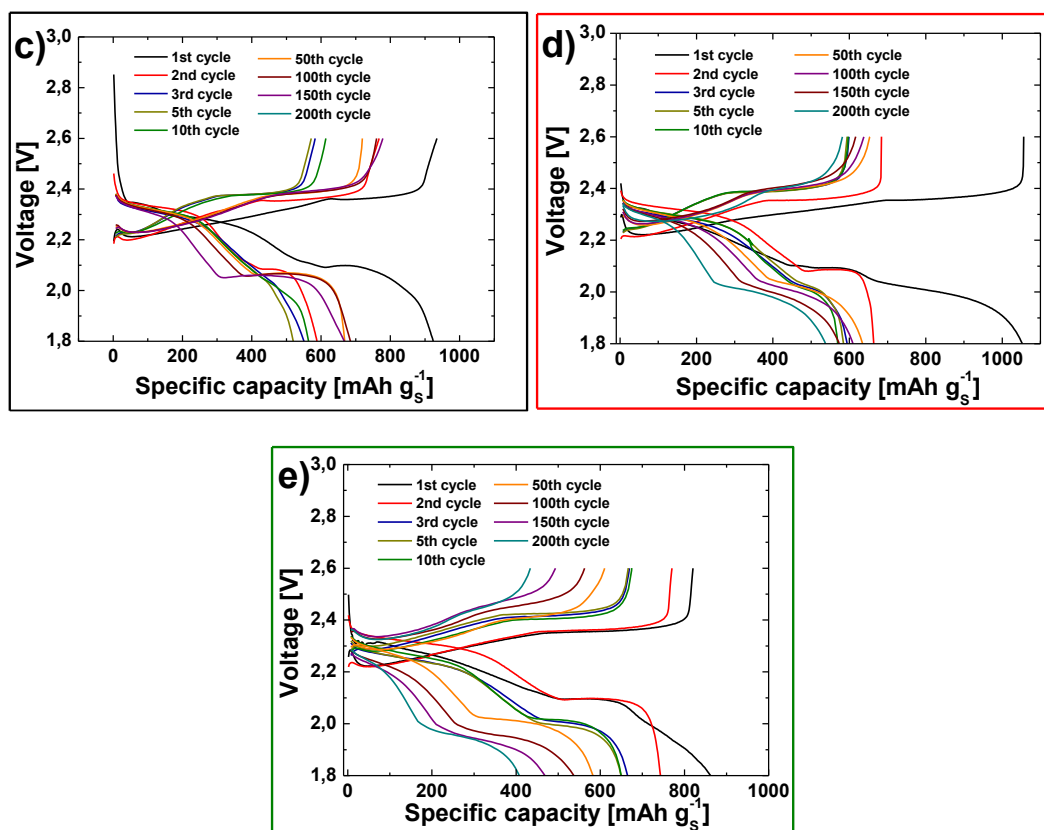 c)
3,0
2,8
2,6
2,4
2,2
2,0
1,8
Voltage [V]
1st cycle
2nd cycle
3rd cycle
5th cycle
10th cycle
50th cycle
100th cycle
150th cycle
200th cycle
0 200 400 600 800 1000
Specific capacity [mAh g_S^-1]
d)
3,0
2,8
2,6
2,4
2,2
2,0
1,8
Voltage [V]
1st cycle
2nd cycle
3rd cycle
5th cycle
10th cycle
50th cycle
100th cycle
150th cycle
200th cycle
0 200 400 600 800 1000
Specific capacity [mAh g_S^-1]
e)
3,0
2,8
2,6
2,4
2,2
2,0
1,8
Voltage [V]
1st cycle
2nd cycle
3rd cycle
5th cycle
10th cycle
50th cycle
100th cycle
150th cycle
200th cycle
0 200 400 600 800 1000
Specific capacity [mAh g_S^-1]